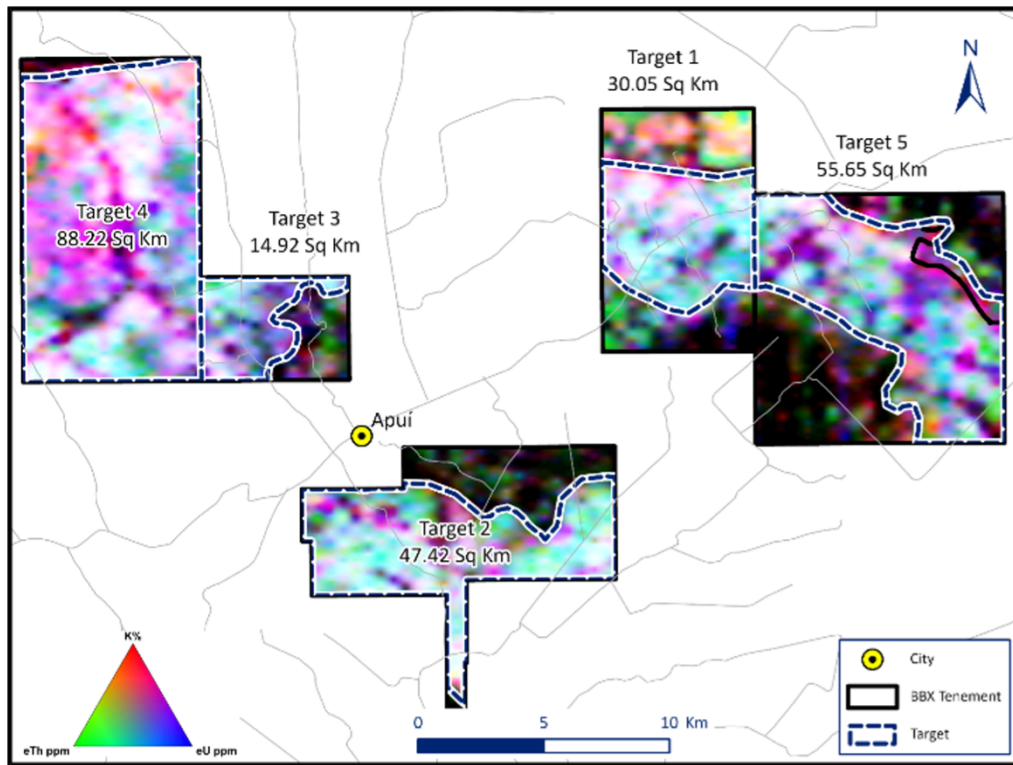 Target 1
30.05 Sq Km
N
Target 5
55.65 Sq Km
Target 4
88.22 Sq Km
Target 3
14.92 Sq Km
Apuí
Target 2
47.42 Sq Km
K%
eTh ppm
eU ppm
0
5
10 Km
City
BBX Tenement
Target